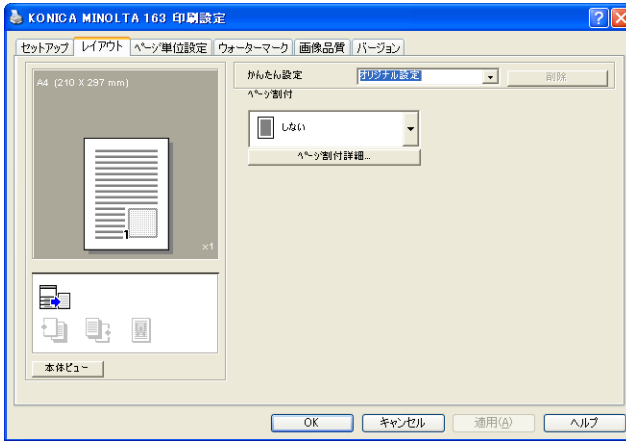 KONICA MINOLTA 163 印刷設定
セットアップ レイアウト ページ単位設定 ウォーターマーク 画像品質 バージョン
A4 (210 X 297 mm)
1
x1
本体ビュー
かんたん設定 オリジナル設定 削除
ページ割付
しない
ページ割付詳細...
OK キャンセル 適用(A) ヘルプ